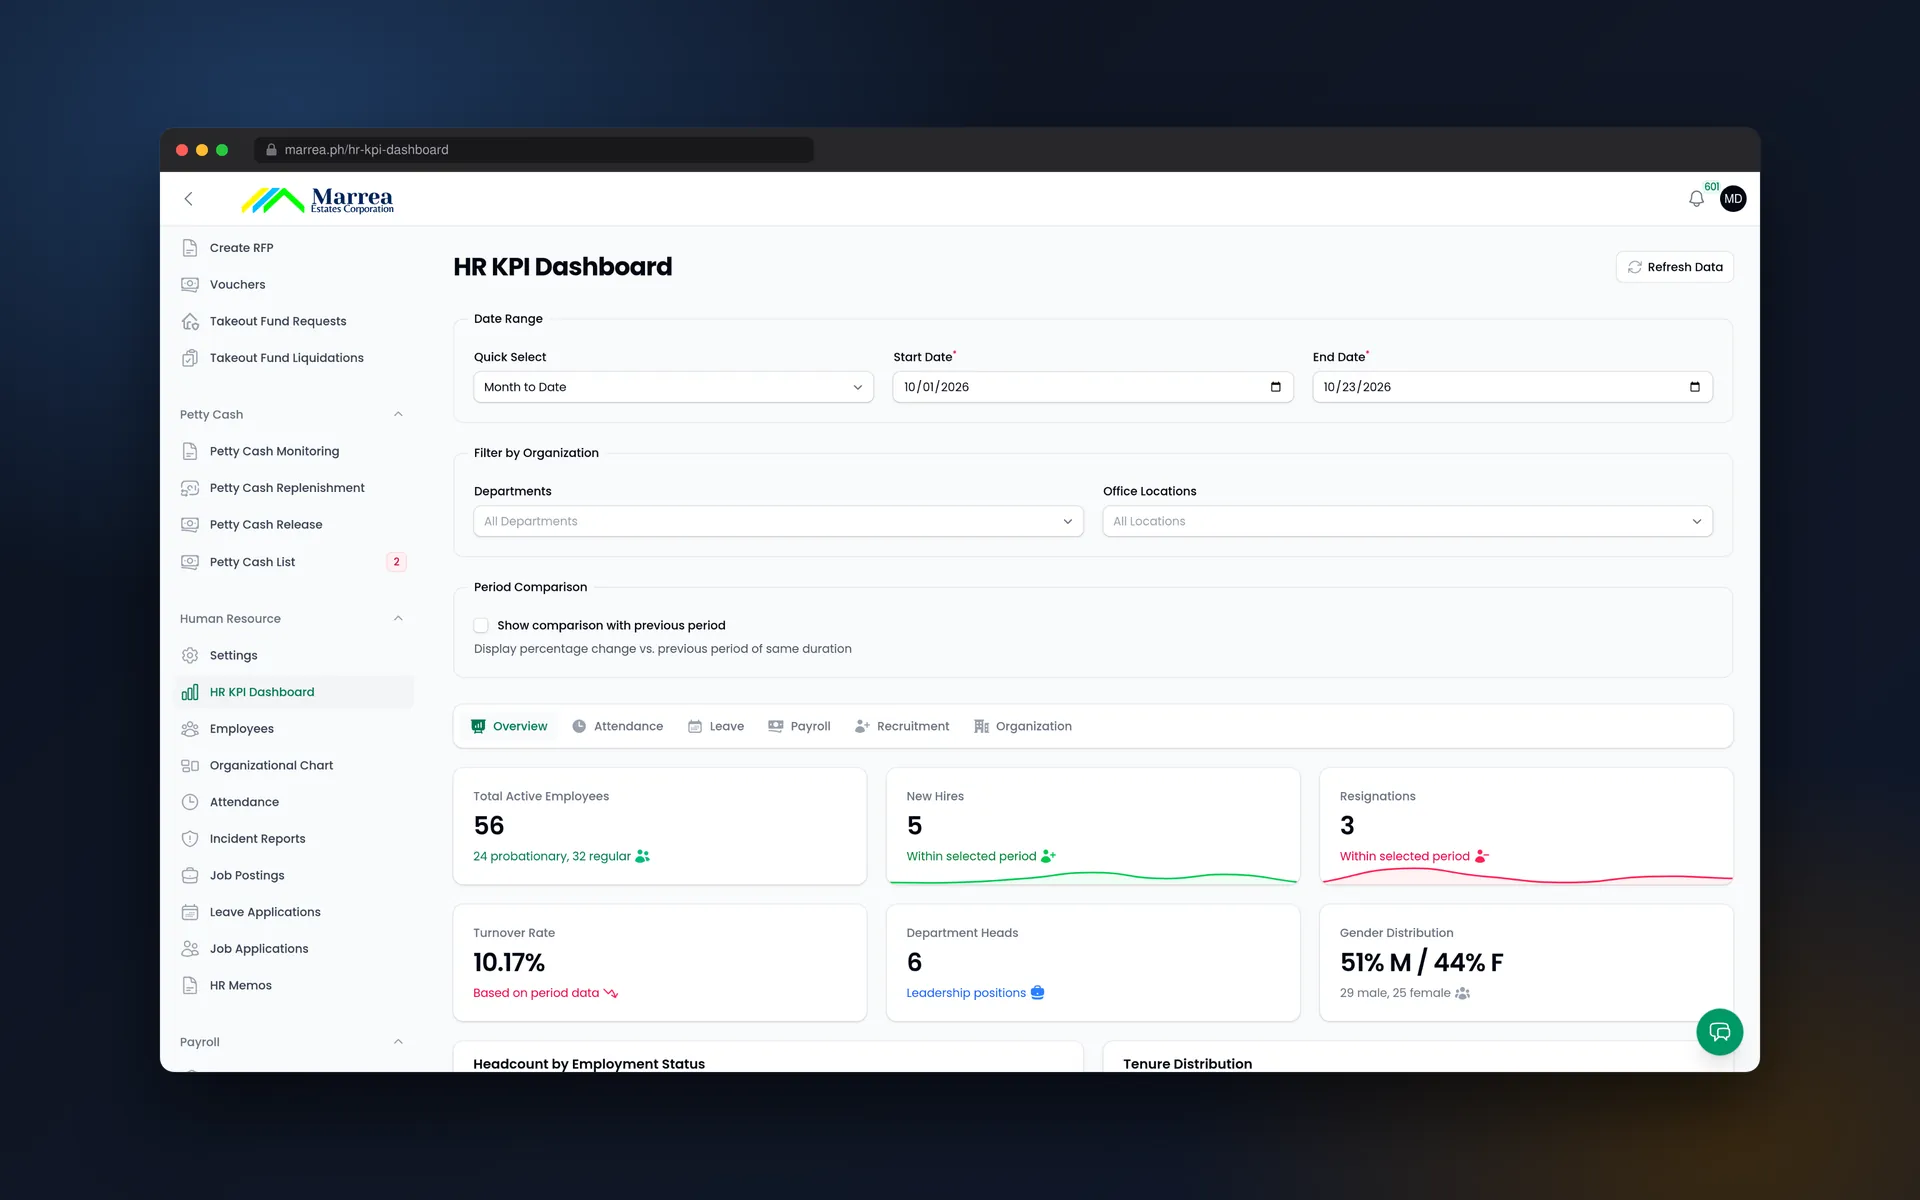 marrea.ph/hr-kpi-dashboard
Marrea
Estates Corporation
601
MD
Create RFP
Vouchers
Takeout Fund Requests
Takeout Fund Liquidations
Petty Cash
Petty Cash Monitoring
Petty Cash Replenishment
Petty Cash Release
Petty Cash List
2
Human Resource
Settings
HR KPI Dashboard
Employees
Organizational Chart
Attendance
Incident Reports
Job Postings
Leave Applications
Job Applications
HR Memos
Payroll
HR KPI Dashboard
Refresh Data
Date Range
Quick Select
Month to Date
Start Date*
10/01/2026
End Date*
10/23/2026
Filter by Organization
Departments
All Departments
Office Locations
All Locations
Period Comparison
Show comparison with previous period
Display percentage change vs. previous period of same duration
Overview
Attendance
Leave
Payroll
Recruitment
Organization
Total Active Employees
56
24 probationary, 32 regular
New Hires
5
Within selected period
Resignations
3
Within selected period
Turnover Rate
10.17%
Based on period data
Department Heads
6
Leadership positions
Gender Distribution
51% M / 44% F
29 male, 25 female
Headcount by Employment Status
Tenure Distribution